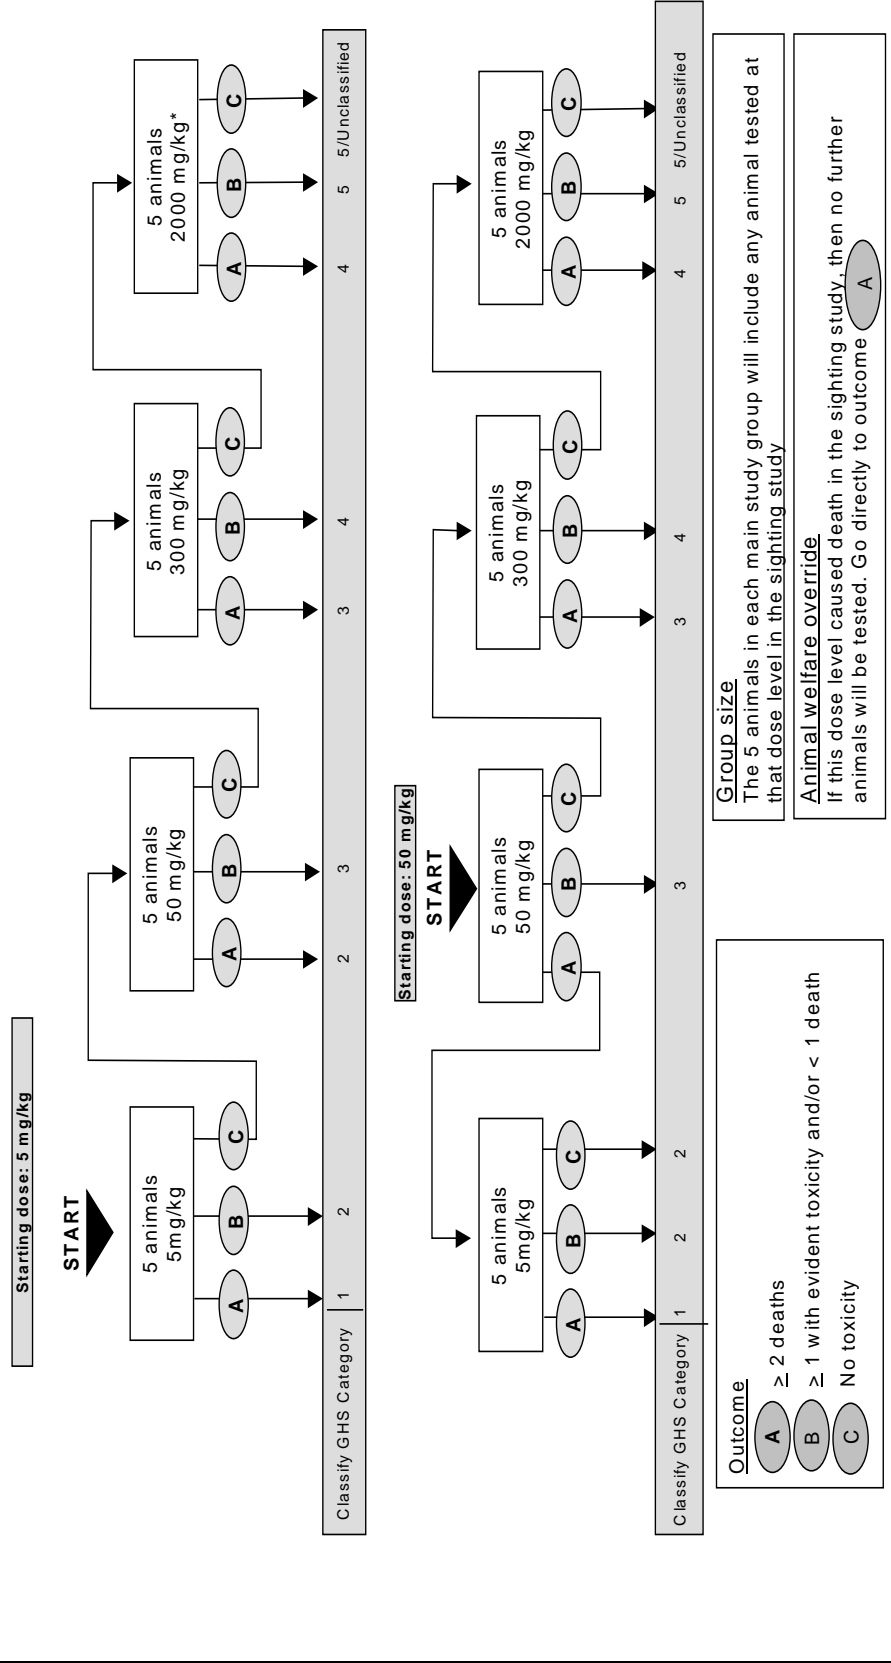 Starting dose: 5 mg/kg
START
5 animals
5mg/kg
5 animals
50 mg/kg
5 animals
300 mg/kg
5 animals
2000 mg/kg*
A
B
C
A
B
C
A
B
C
A
B
C
Classify GHS Category 1 2 2 3 3 4 4 5 5/Unclassified
Starting dose: 50 mg/kg
START
5 animals
5mg/kg
5 animals
50 mg/kg
5 animals
300 mg/kg
5 animals
2000 mg/kg
A
B
C
A
B
C
A
B
C
A
B
C
Classify GHS Category 1 2 2 3 3 4 4 5 5/Unclassified
Outcome
A ≥ 2 deaths
B ≥ 1 with evident toxicity and/or < 1 death
C No toxicity
Group size
The 5 animals in each main study group will include any animal tested at
that dose level in the sighting study
Animal welfare override
If this dose level caused death in the sighting study, then no further
animals will be tested. Go directly to outcome A